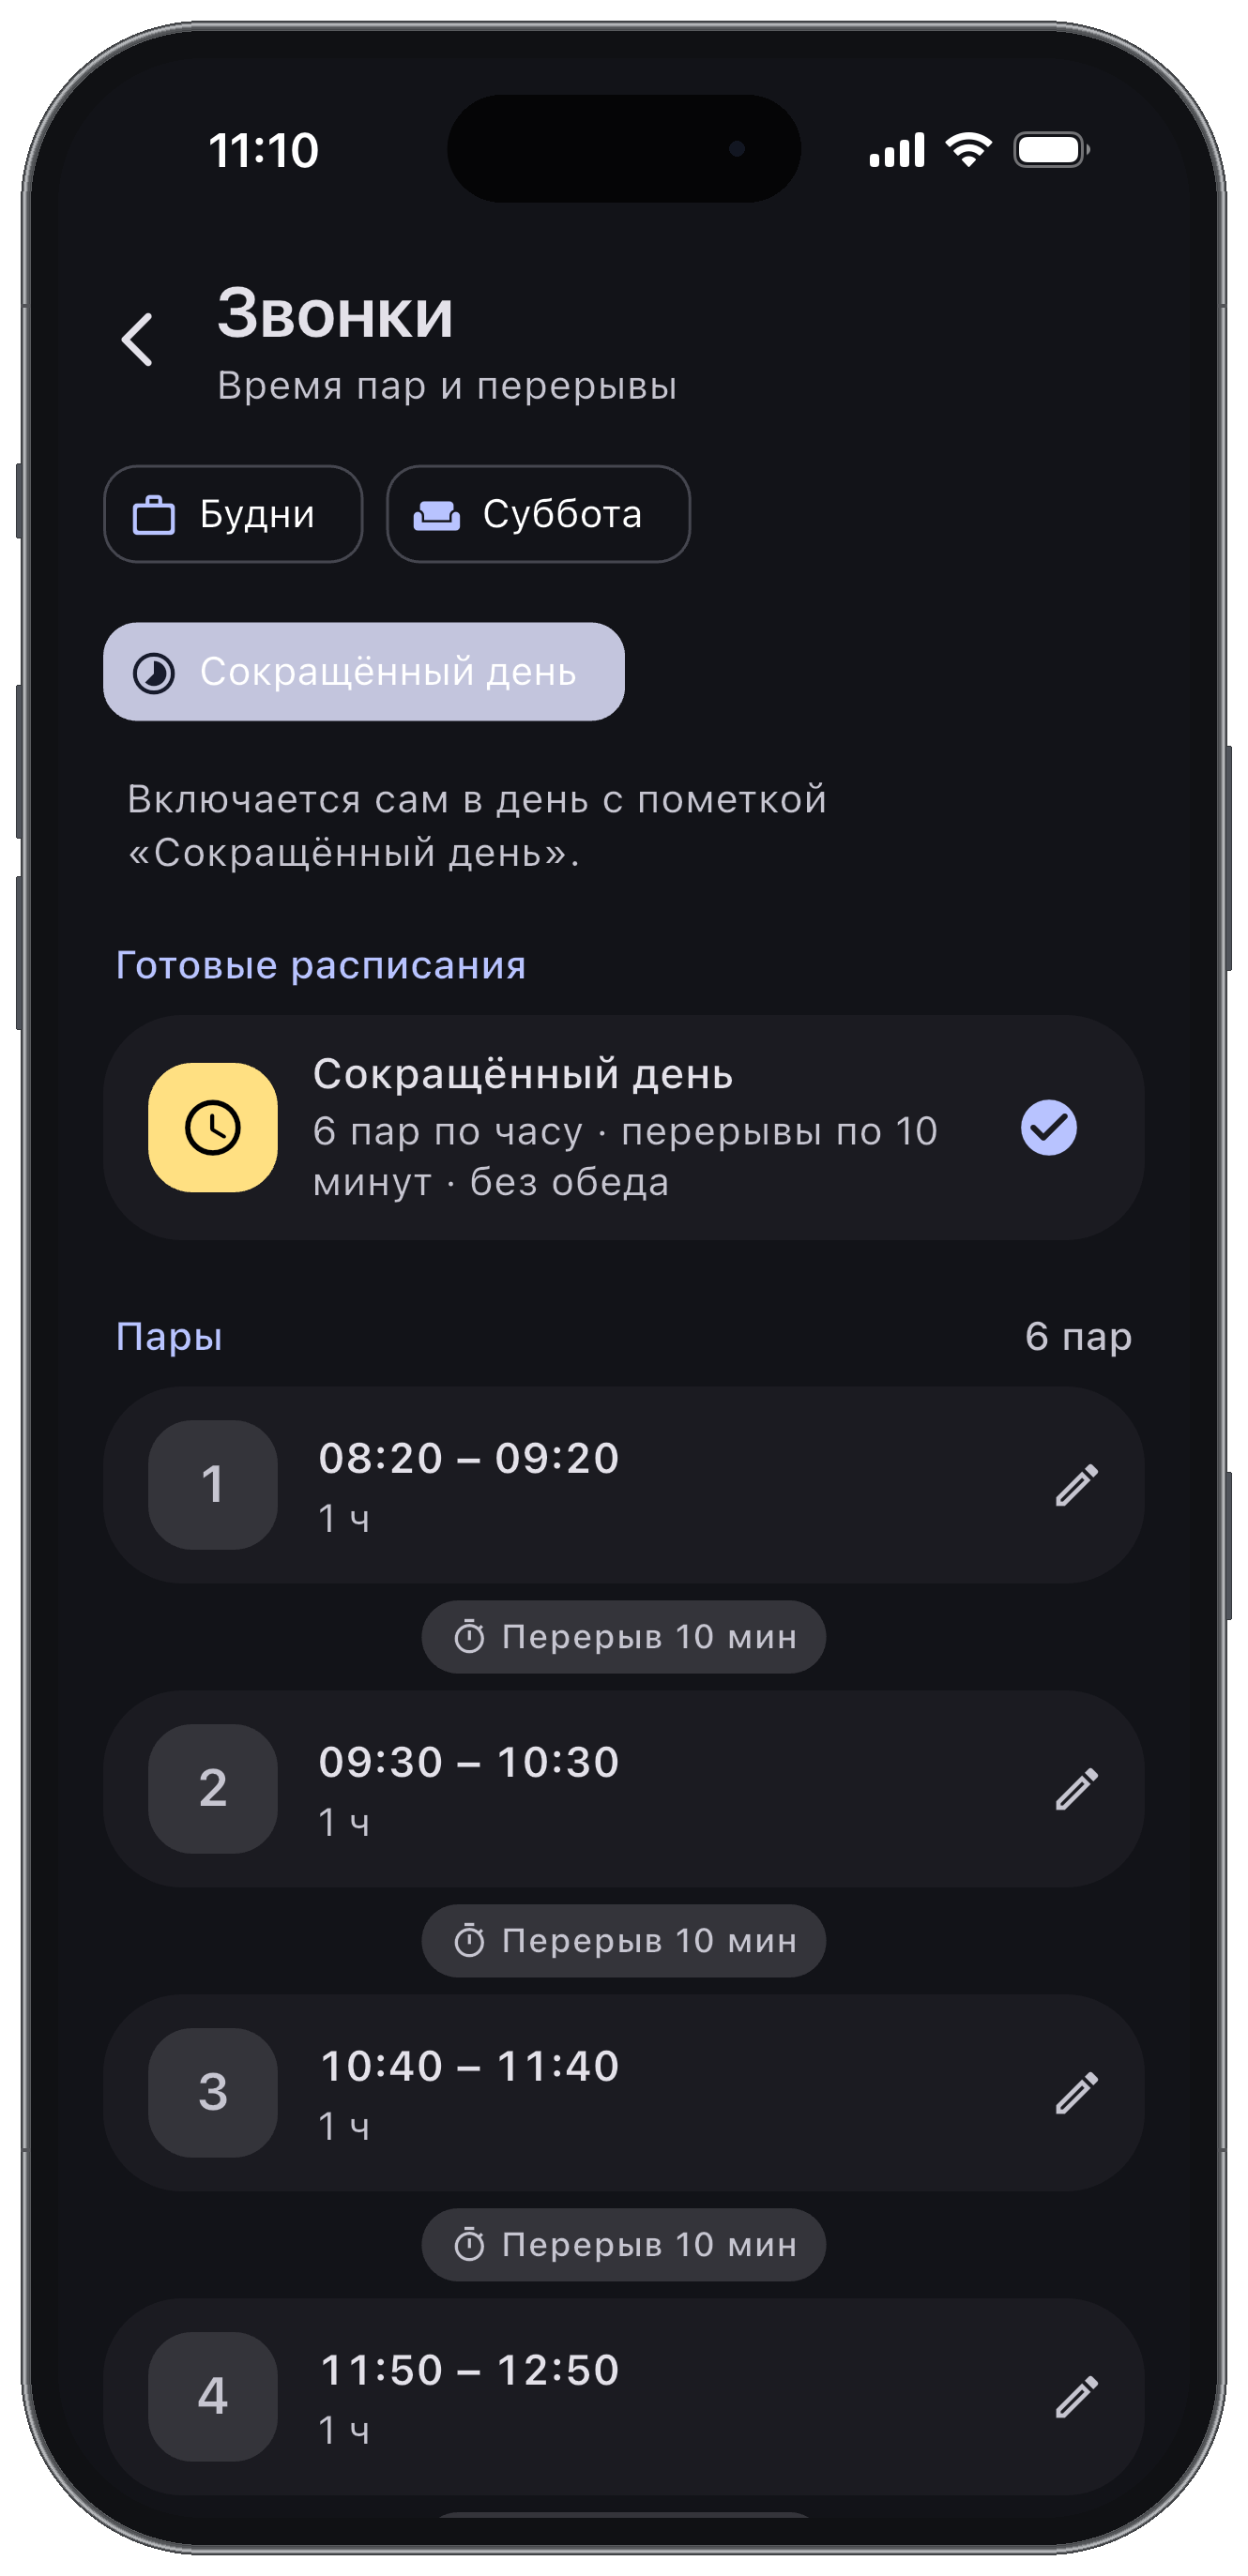 11:10
Звонки
Время пар и перерывы
Будни
Суббота
Сокращённый день
Включается сам в день с пометкой
«Сокращённый день».
Готовые расписания
Сокращённый день
6 пар по часу · перерывы по 10
минут · без обеда
Пары
6 пар
1
08:20 – 09:20
1 ч
Перерыв 10 мин
2
09:30 – 10:30
1 ч
Перерыв 10 мин
3
10:40 – 11:40
1 ч
Перерыв 10 мин
4
11:50 – 12:50
1 ч